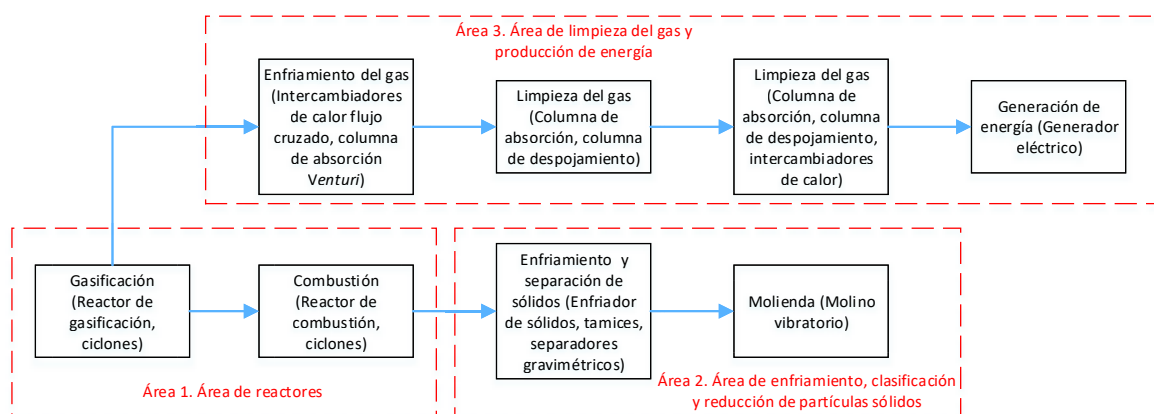 Área 3. Área de limpieza del gas y
producción de energía
Enfriamiento del gas
(Intercambiadores
de calor flujo
cruzado, columna
de absorción
Venturi)
Limpieza del gas
(Columna de
absorción, columna
de despojamiento)
Limpieza del gas
(Columna de
absorción, columna
de despojamiento,
intercambiadores
de calor)
Generación de
energía (Generador
eléctrico)
Gasificación
(Reactor de
gasificación,
ciclones)
Combustión
(Reactor de
combustión,
ciclones)
Enfriamiento y
separación de
sólidos (Enfriador
de sólidos, tamices,
separadores
gravimétricos)
Molienda (Molino
vibratorio)
Área 1. Área de reactores
Área 2. Área de enfriamiento, clasificación
y reducción de partículas sólidos